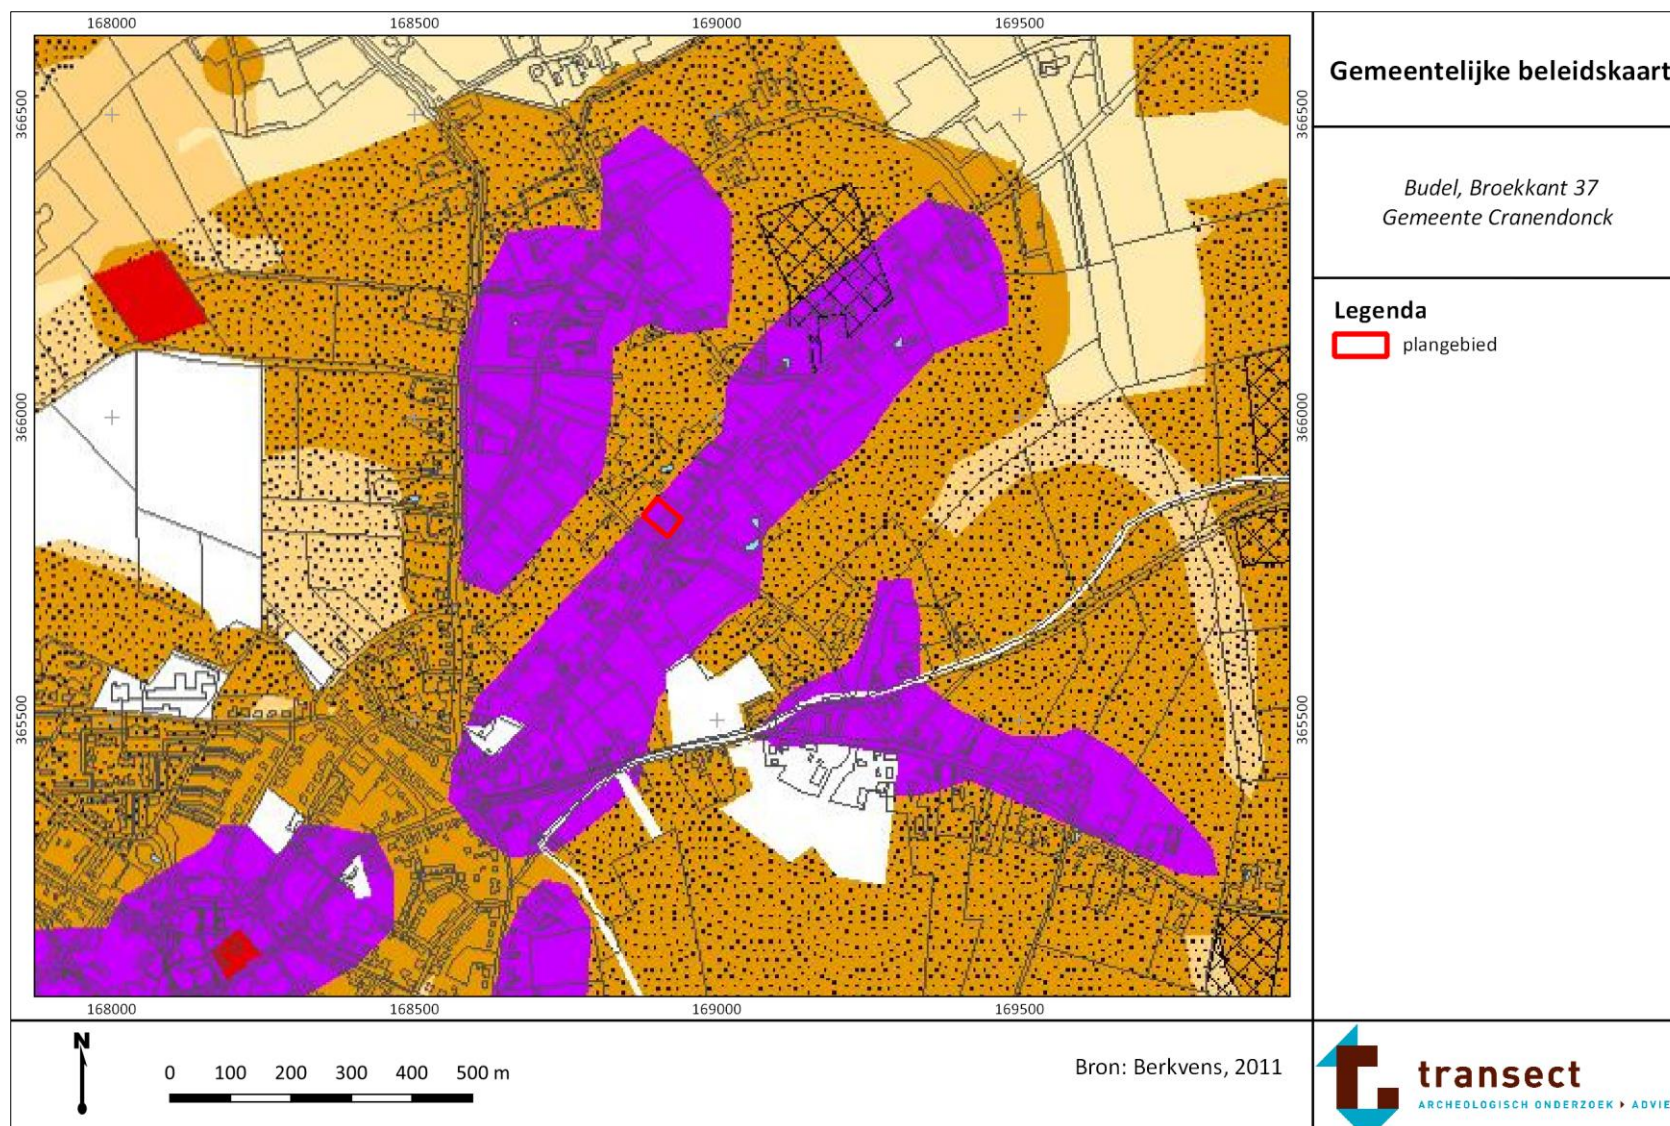 168000 168500 169000 169500
366500
366000
365500
366500
366000
365500
168000 168500 169000 169500
Gemeentelijke beleidskaart
Budel, Broekkant 37
Gemeente Cranendonck
Legenda
plangebied
N
0 100 200 300 400 500 m
Bron: Berkvens, 2011
transect
ARCHEOLOGISCH ONDERZOEK ADVIE